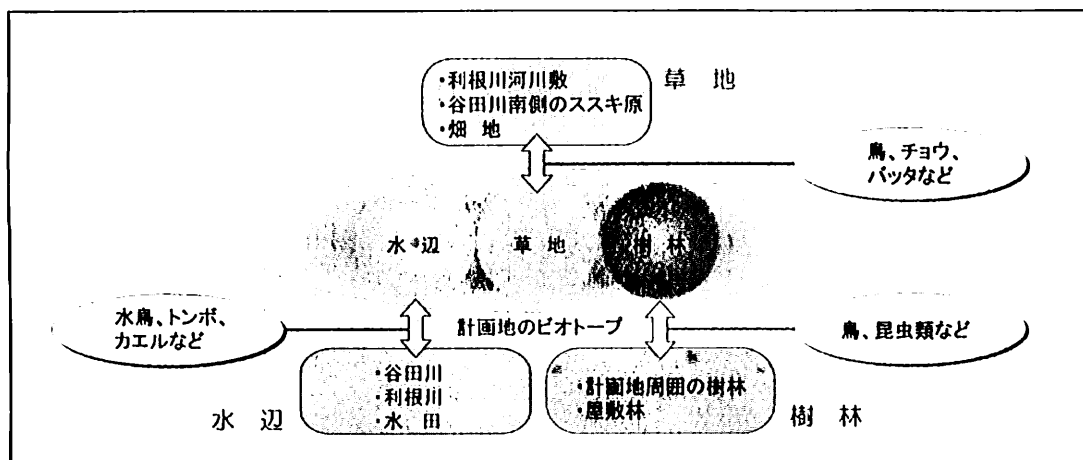 ・利根川河川敷
・谷田川南側のススキ原
・畑 地
草 地
鳥、チョウ、
バッタなど
水 辺
草 地
樹 林
水鳥、トンボ、
カエルなど
計画地のビオトープ
鳥、昆虫類など
・谷田川
・利根川
・水 田
水 辺
・計画地周囲の樹林
・屋敷林
樹 林